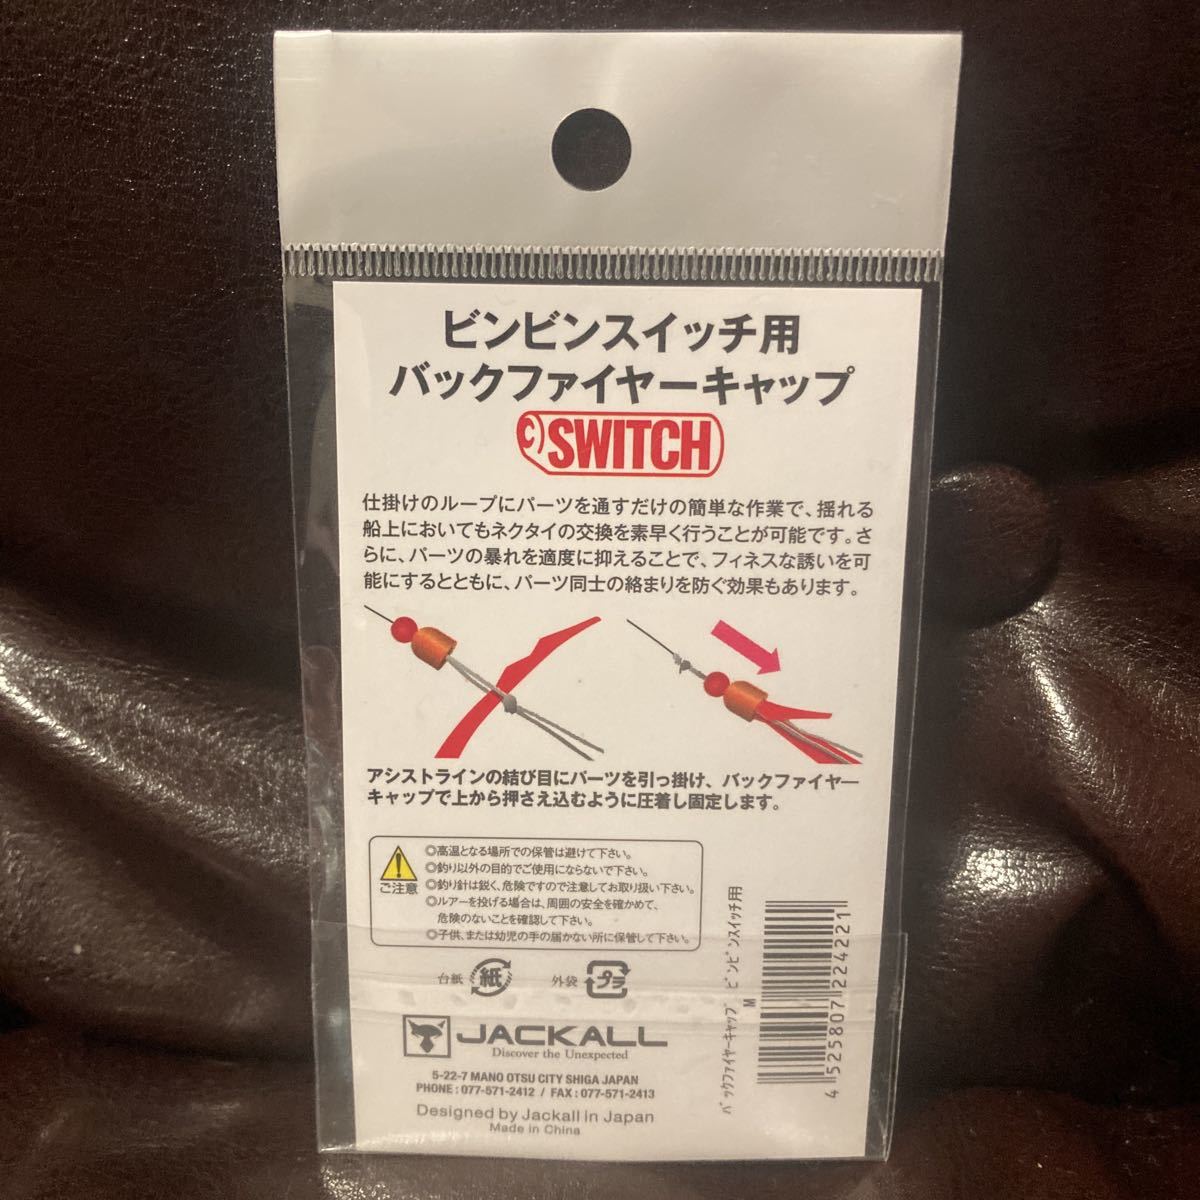 ビンビンスイッチ用
バックファイヤーキャップ
C) SWITCH
仕掛けのループにパーツを通すだけの簡単な作業で、揺れる
船上においてもネクタイの交換を素早く行うことが可能です。さ
らに、パーツの暴れを適度に抑えることで、フィネスな誘いを可
能にするとともに、パーツ同士の絡まりを防ぐ効果もあります。
アシストラインの結び目にパーツを引っ掛け、バックファイヤー
キャップで上から押さえ込むように圧着し固定します。
ご注意
◎高温となる場所での保管は避けて下さい。
◎釣り以外の目的でご使用にならないで下さい。
◎釣り針は鋭く、危険ですので注意してお取り扱い下さい。
◎ルアーを投げる場合は、周囲の安全を確かめて、
危険のないことを確認して下さい。
◎子供、または幼児の手の届かない所に保管して下さい。
台紙 紙 外袋 プラ
JACKALL
Discover the Unexpected
5-22-7 MANO OTSU CITY SHIGA JAPAN
PHONE : 077-571-2412 / FAX : 077-571-2413
Designed by Jackall in Japan
Made in China
バックファイヤーキャップ ビンビンスイッチ用
M
4 525807 224221